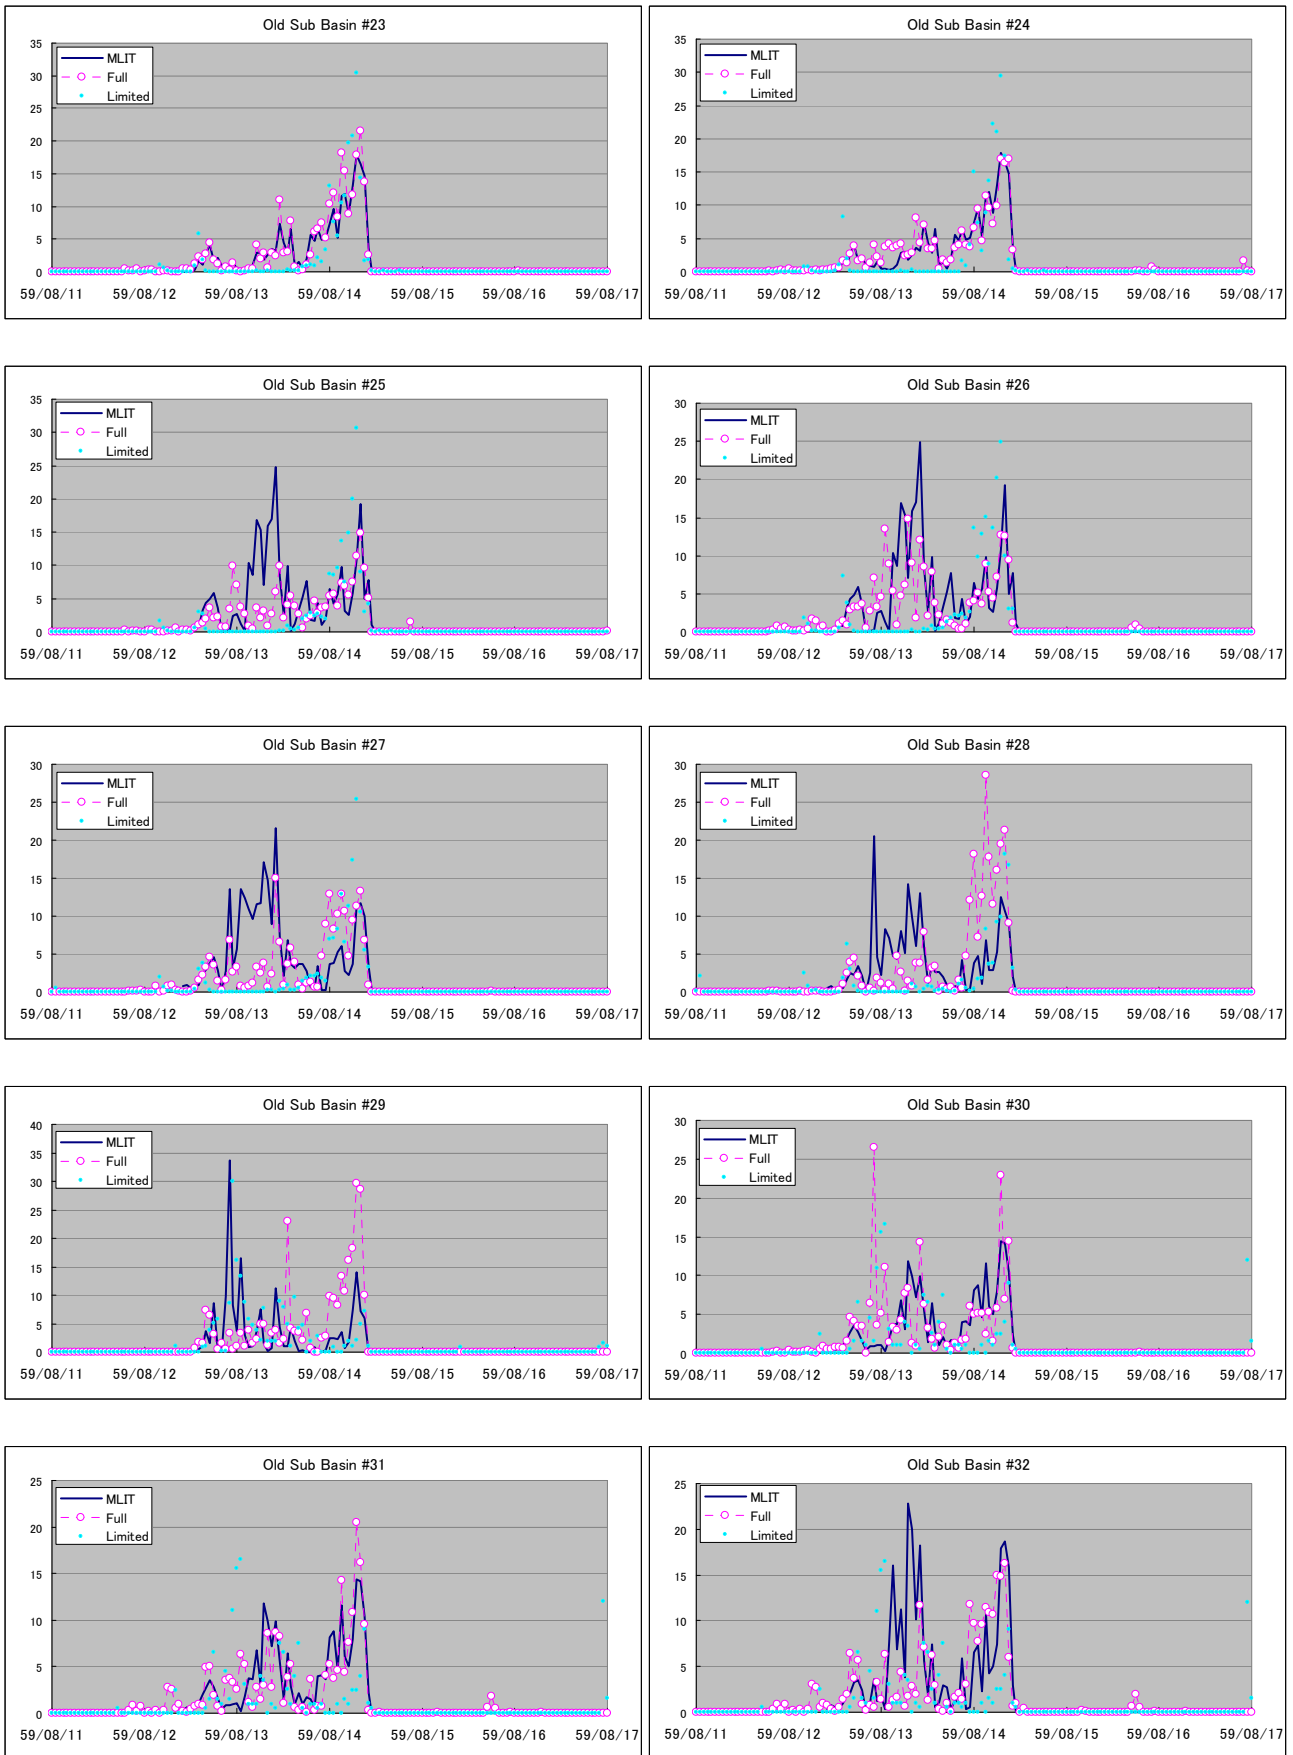 Old Sub Basin #23
MLIT
Full
Limited
35
30
25
20
15
10
5
0
59/08/11 59/08/12 59/08/13 59/08/14 59/08/15 59/08/16 59/08/17
Old Sub Basin #24
MLIT
Full
Limited
35
30
25
20
15
10
5
0
59/08/11 59/08/12 59/08/13 59/08/14 59/08/15 59/08/16 59/08/17
Old Sub Basin #25
MLIT
Full
Limited
35
30
25
20
15
10
5
0
59/08/11 59/08/12 59/08/13 59/08/14 59/08/15 59/08/16 59/08/17
Old Sub Basin #26
MLIT
Full
Limited
30
25
20
15
10
5
0
59/08/11 59/08/12 59/08/13 59/08/14 59/08/15 59/08/16 59/08/17
Old Sub Basin #27
MLIT
Full
Limited
30
25
20
15
10
5
0
59/08/11 59/08/12 59/08/13 59/08/14 59/08/15 59/08/16 59/08/17
Old Sub Basin #28
MLIT
Full
Limited
30
25
20
15
10
5
0
59/08/11 59/08/12 59/08/13 59/08/14 59/08/15 59/08/16 59/08/17
Old Sub Basin #29
MLIT
Full
Limited
40
35
30
25
20
15
10
5
0
59/08/11 59/08/12 59/08/13 59/08/14 59/08/15 59/08/16 59/08/17
Old Sub Basin #30
MLIT
Full
Limited
30
25
20
15
10
5
0
59/08/11 59/08/12 59/08/13 59/08/14 59/08/15 59/08/16 59/08/17
Old Sub Basin #31
MLIT
Full
Limited
25
20
15
10
5
0
59/08/11 59/08/12 59/08/13 59/08/14 59/08/15 59/08/16 59/08/17
Old Sub Basin #32
MLIT
Full
Limited
25
20
15
10
5
0
59/08/11 59/08/12 59/08/13 59/08/14 59/08/15 59/08/16 59/08/17